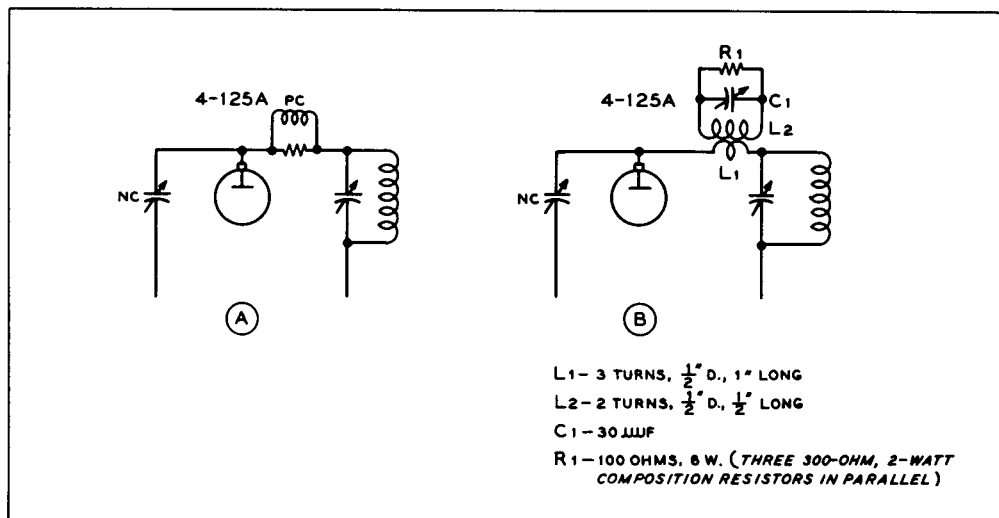 4-125A
PC
NC
A
R1
4-125A
C1
L2
L1
NC
B
L1- 3 TURNS, 1/2" D., 1" LONG
L2- 2 TURNS, 1/2" D., 1/2" LONG
C1- 30 µµF
R1- 100 OHMS, 6 W. (THREE 300-OHM, 2-WATT
COMPOSITION RESISTORS IN PARALLEL)